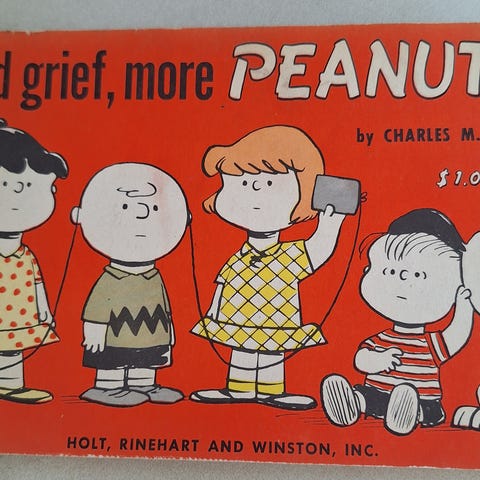 d grief, more PEANUT
by CHARLES M.
$1.0
HOLT, RINEHART AND WINSTON, INC.